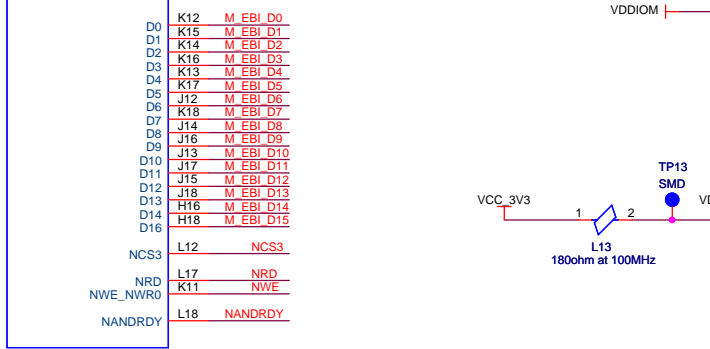 D0 K12 M_EBI_D0
D1 K15 M_EBI_D1
D2 K14 M_EBI_D2
D3 K16 M_EBI_D3
D4 K13 M_EBI_D4
D5 K17 M_EBI_D5
D6 J12 M_EBI_D6
D7 K18 M_EBI_D7
D8 J14 M_EBI_D8
D9 J16 M_EBI_D9
D10 J13 M_EBI_D10
D11 J17 M_EBI_D11
D12 J15 M_EBI_D12
D13 J18 M_EBI_D13
D14 H16 M_EBI_D14
D16 H18 M_EBI_D15
NCS3 L12 NCS3
NRD L17 NRD
NWE_NWR0 K11 NWE
NANDRDY L18 NANDRDY
VDDIOM
TP13
SMD
VCC_3V3
1 2
L13
180ohm at 100MHz